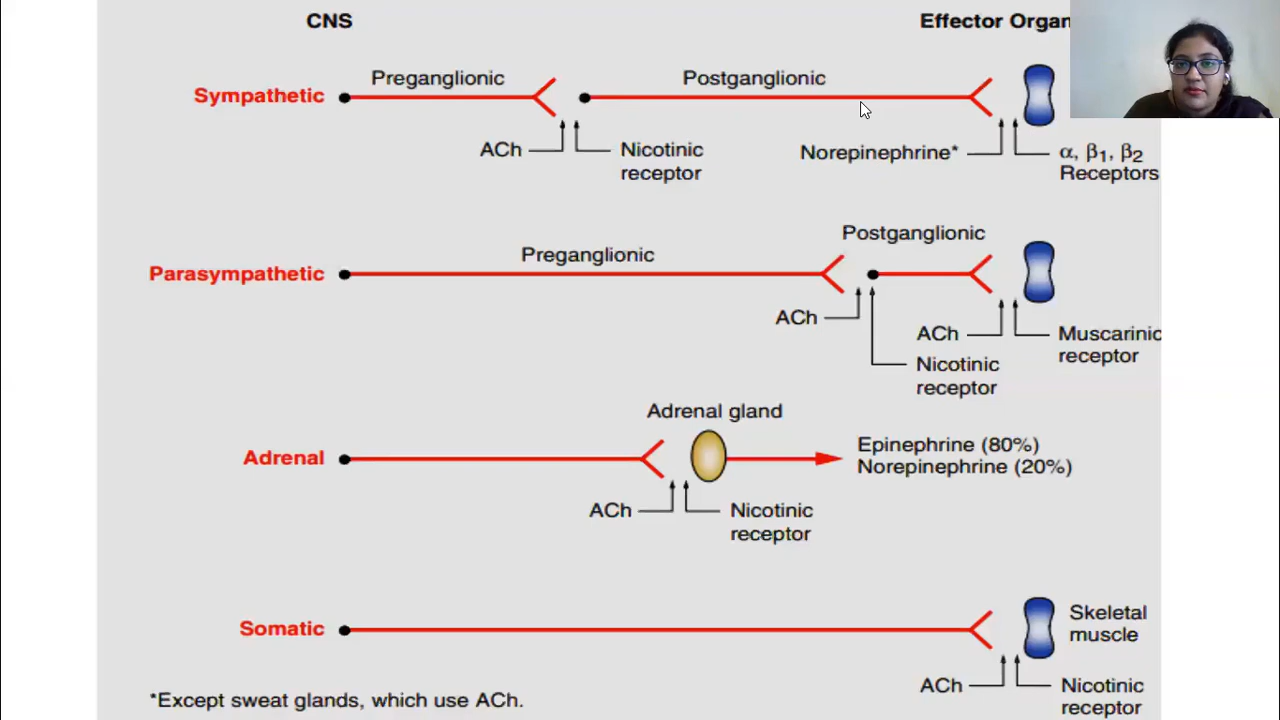 CNS
Effector Organ
Preganglionic
Postganglionic
Sympathetic
ACh
Nicotinic
receptor
Norepinephrine*
α, β1, β2
Receptors
Postganglionic
Preganglionic
Parasympathetic
ACh
ACh
Muscarinic
receptor
Nicotinic
receptor
Adrenal gland
Adrenal
Epinephrine (80%)
Norepinephrine (20%)
ACh
Nicotinic
receptor
Somatic
Skeletal
muscle
ACh
Nicotinic
receptor
*Except sweat glands, which use ACh.